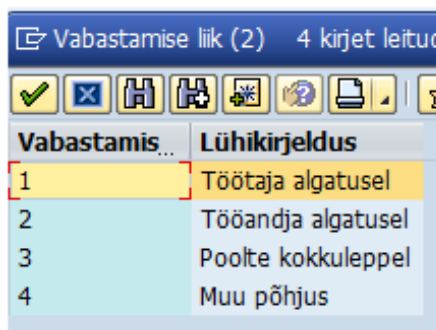 Vabastamise liik (2) 4 kirjet leitud
Vabastamis... Lühikirjeldus
1 Töötaja algatusel
2 Tööandja algatusel
3 Poolte kokkuleppel
4 Muu põhjus